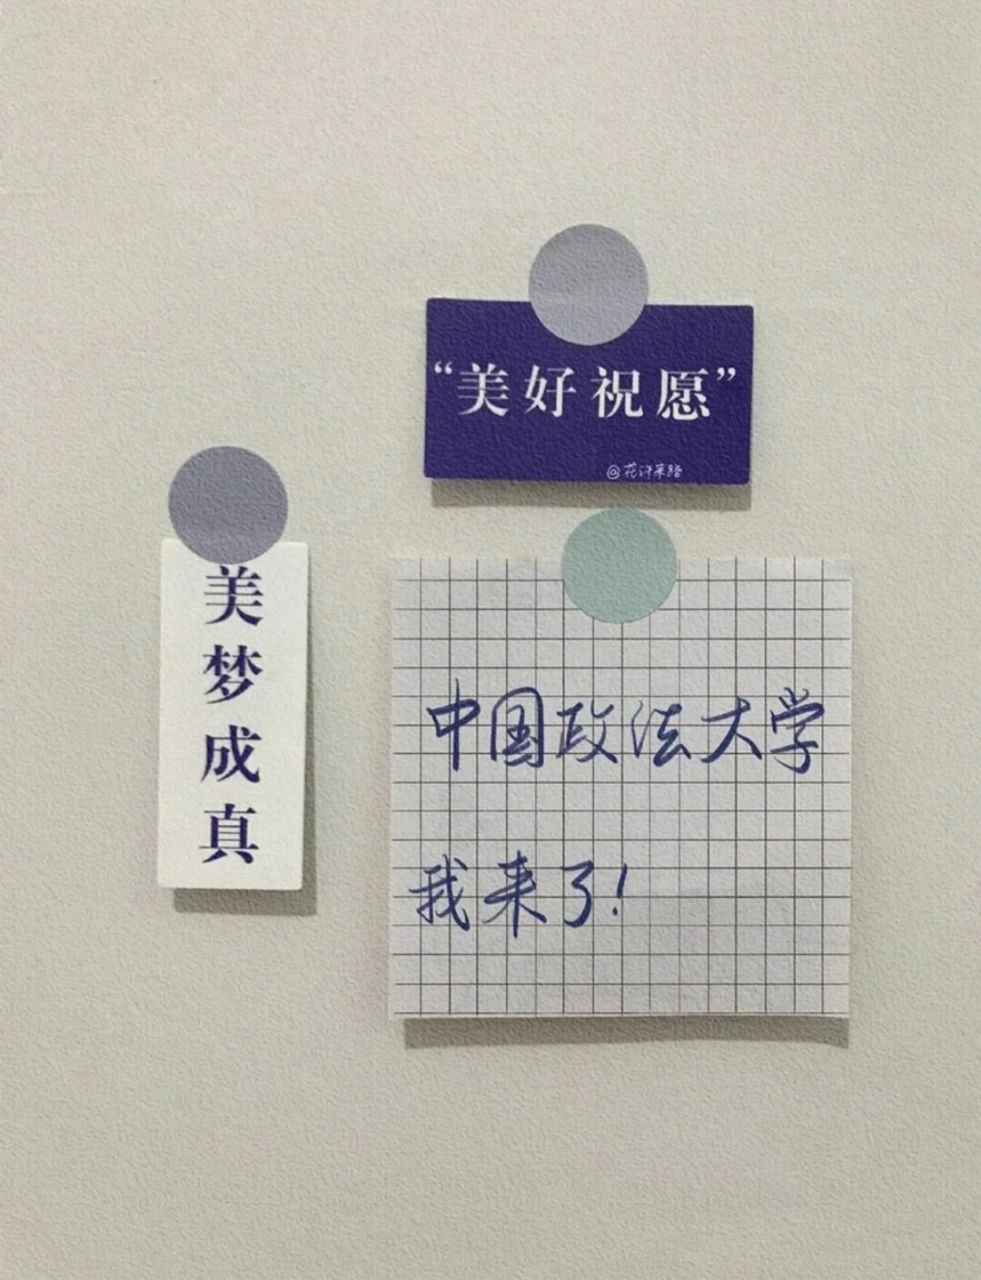 “美好祝愿”
美梦成真
中国政法大学
我来了！